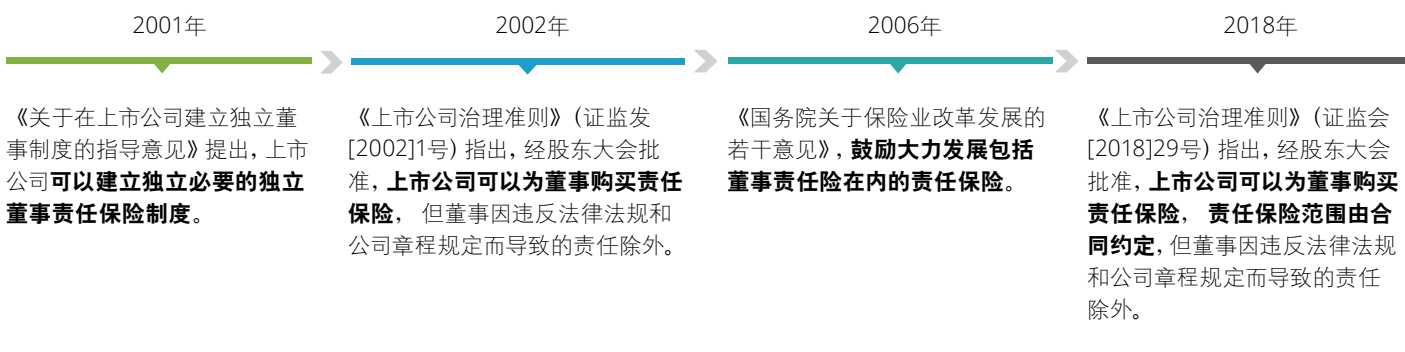 2001年
《关于在上市公司建立独立董
事制度的指导意见》提出，上市
公司可以建立独立必要的独立
董事责任保险制度。
2002年
《上市公司治理准则》（证监发
[2002]1号）指出，经股东大会批
准，上市公司可以为董事购买责任
保险， 但董事因违反法律法规和
公司章程规定而导致的责任除外。
2006年
《国务院关于保险业改革发展的
若干意见》，鼓励大力发展包括
董事责任险在内的责任保险。
2018年
《上市公司治理准则》（证监会
[2018]29号）指出，经股东大会
批准，上市公司可以为董事购买
责任保险， 责任保险范围由合
同约定，但董事因违反法律法规
和公司章程规定而导致的责任
除外。